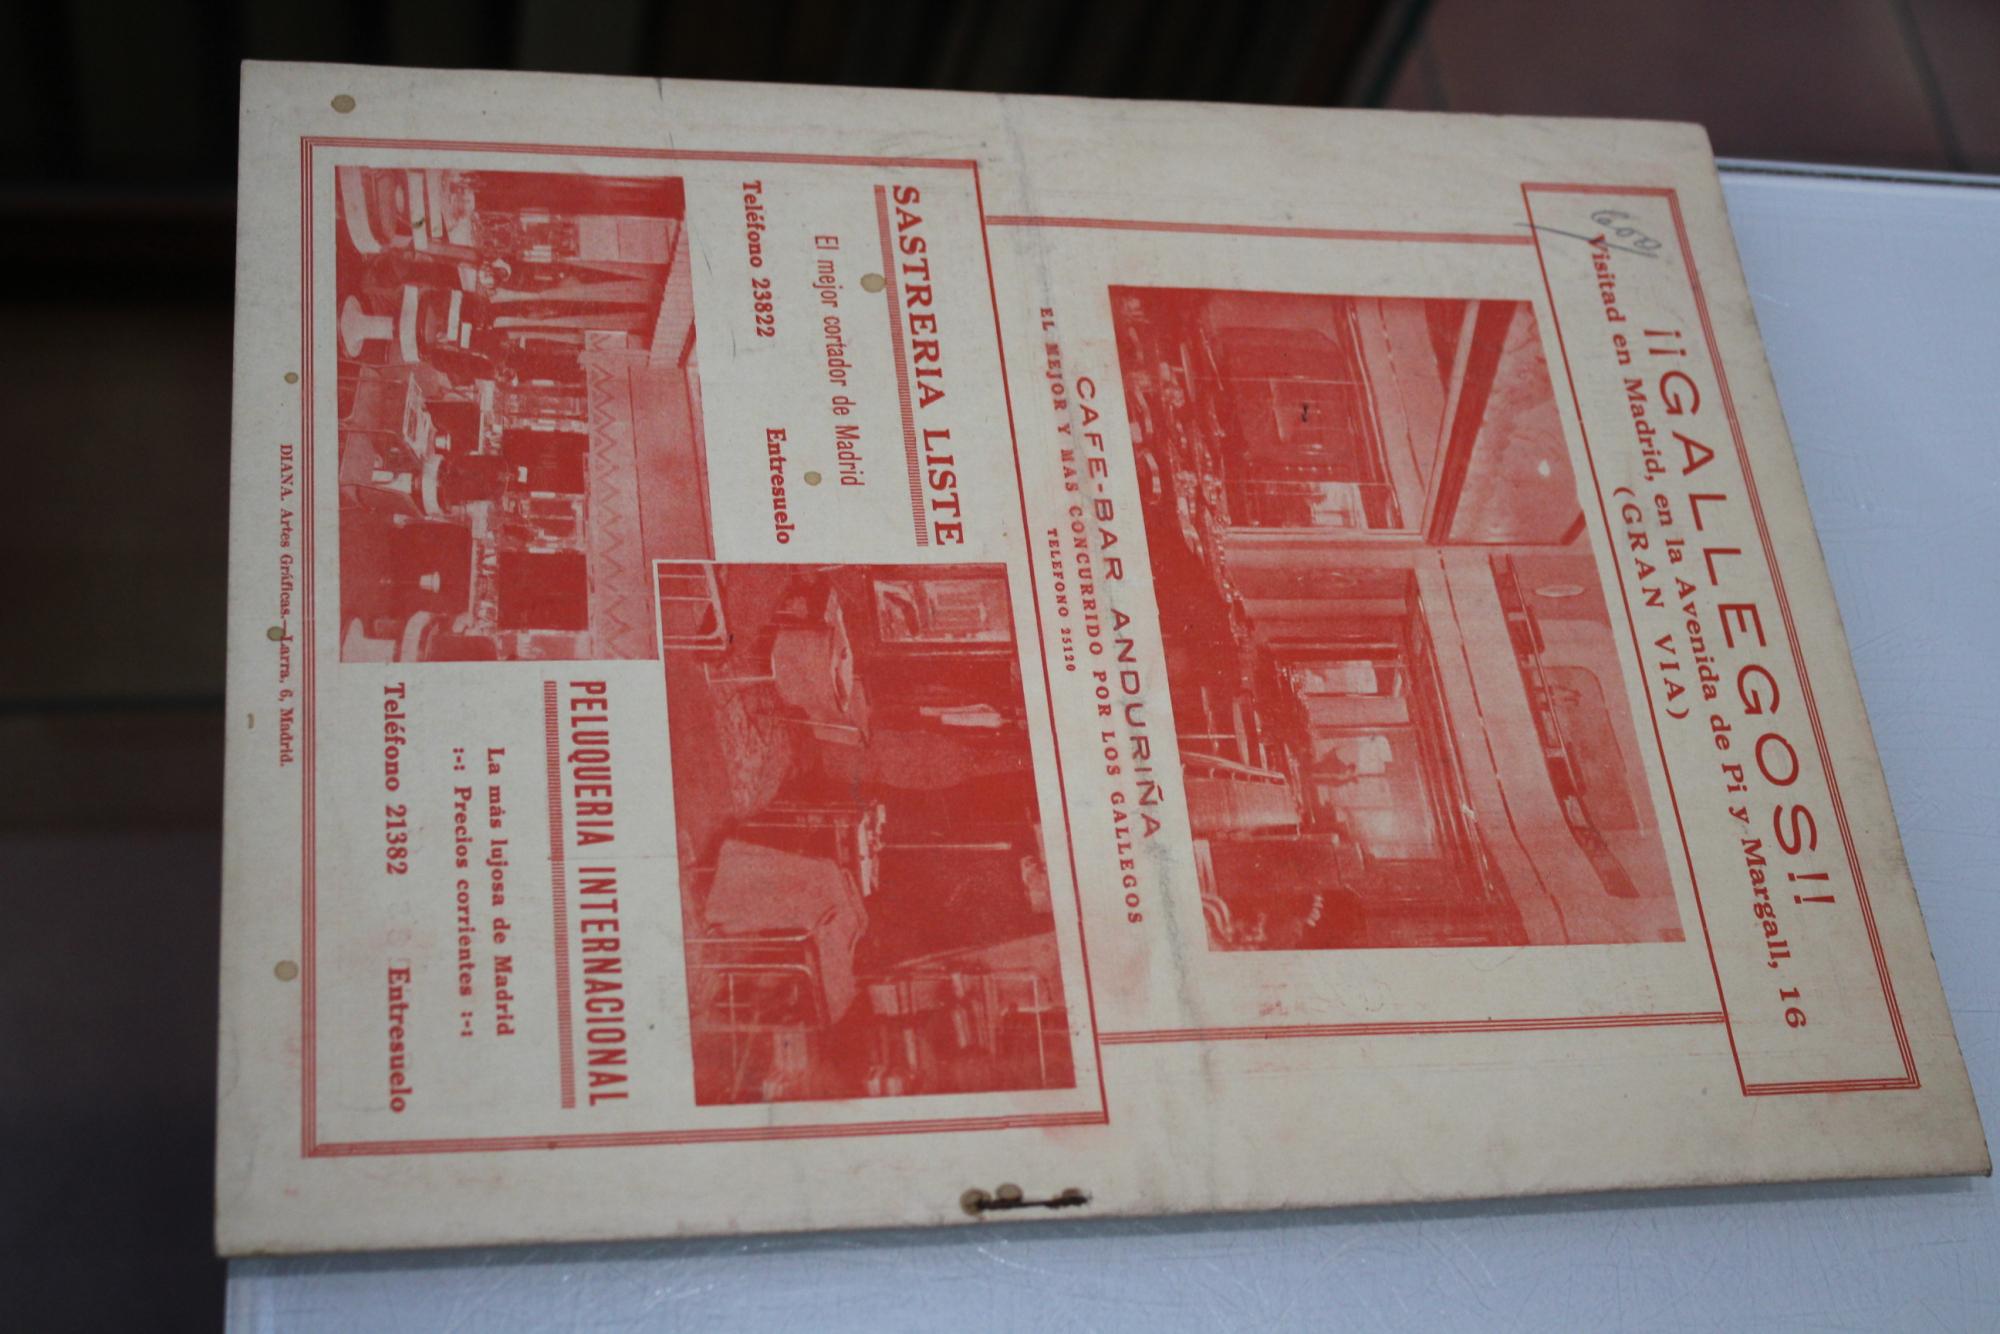 ¡¡GALLEGOS!!
Visitad en Madrid, en la Avenida de Pi y Margall, 16
(GRAN VIA)
CAFE-BAR ANDURIÑA
EL MEJOR Y MAS CONCURRIDO POR LOS GALLEGOS
TELEFONO 25120
SASTRERIA LISTE
El mejor cortador de Madrid
Teléfono 23822 Entresuelo
PELUQUERIA INTERNACIONAL
La más lujosa de Madrid
:-: Precios corrientes :-:
Teléfono 21382 Entresuelo
DIANA. Artes Gráficas.—Larra, 6, Madrid.